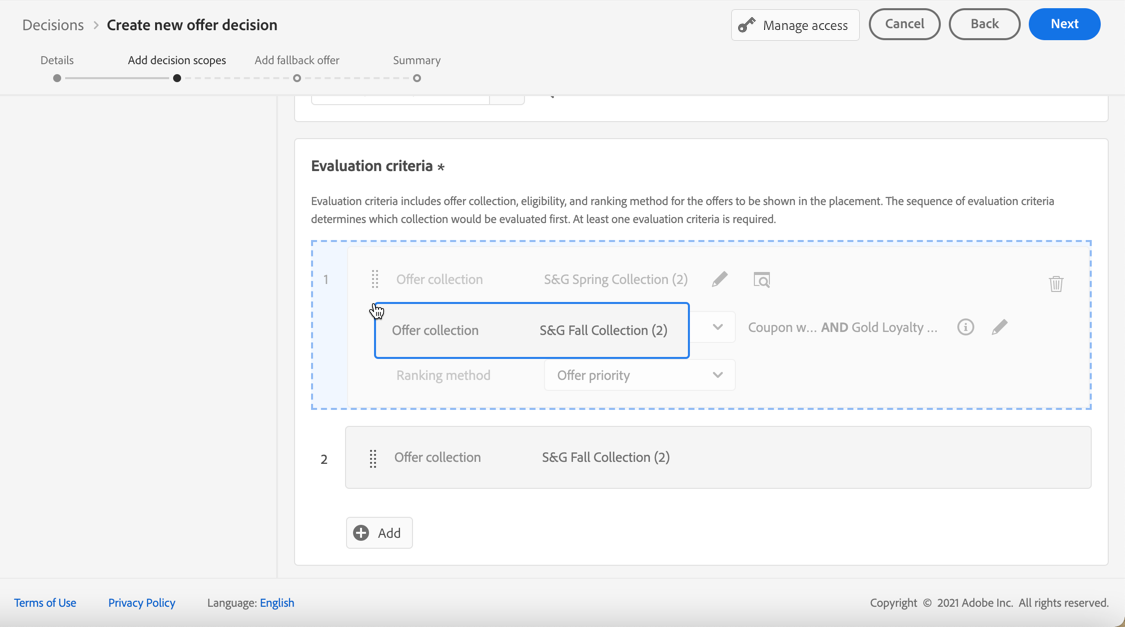 Decisions > Create new offer decision
Manage access
Cancel
Back
Next
Details
Add decision scopes
Add fallback offer
Summary
Evaluation criteria *
Evaluation criteria includes offer collection, eligibility, and ranking method for the offers to be shown in the placement. The sequence of evaluation criteria
determines which collection would be evaluated first. At least one evaluation criteria is required.
1
Offer collection
S&G Spring Collection (2)
Offer collection
S&G Fall Collection (2)
Coupon w... AND Gold Loyalty ...
Ranking method
Offer priority
2
Offer collection
S&G Fall Collection (2)
Add
Terms of Use
Privacy Policy
Language: English
Copyright © 2021 Adobe Inc. All rights reserved.